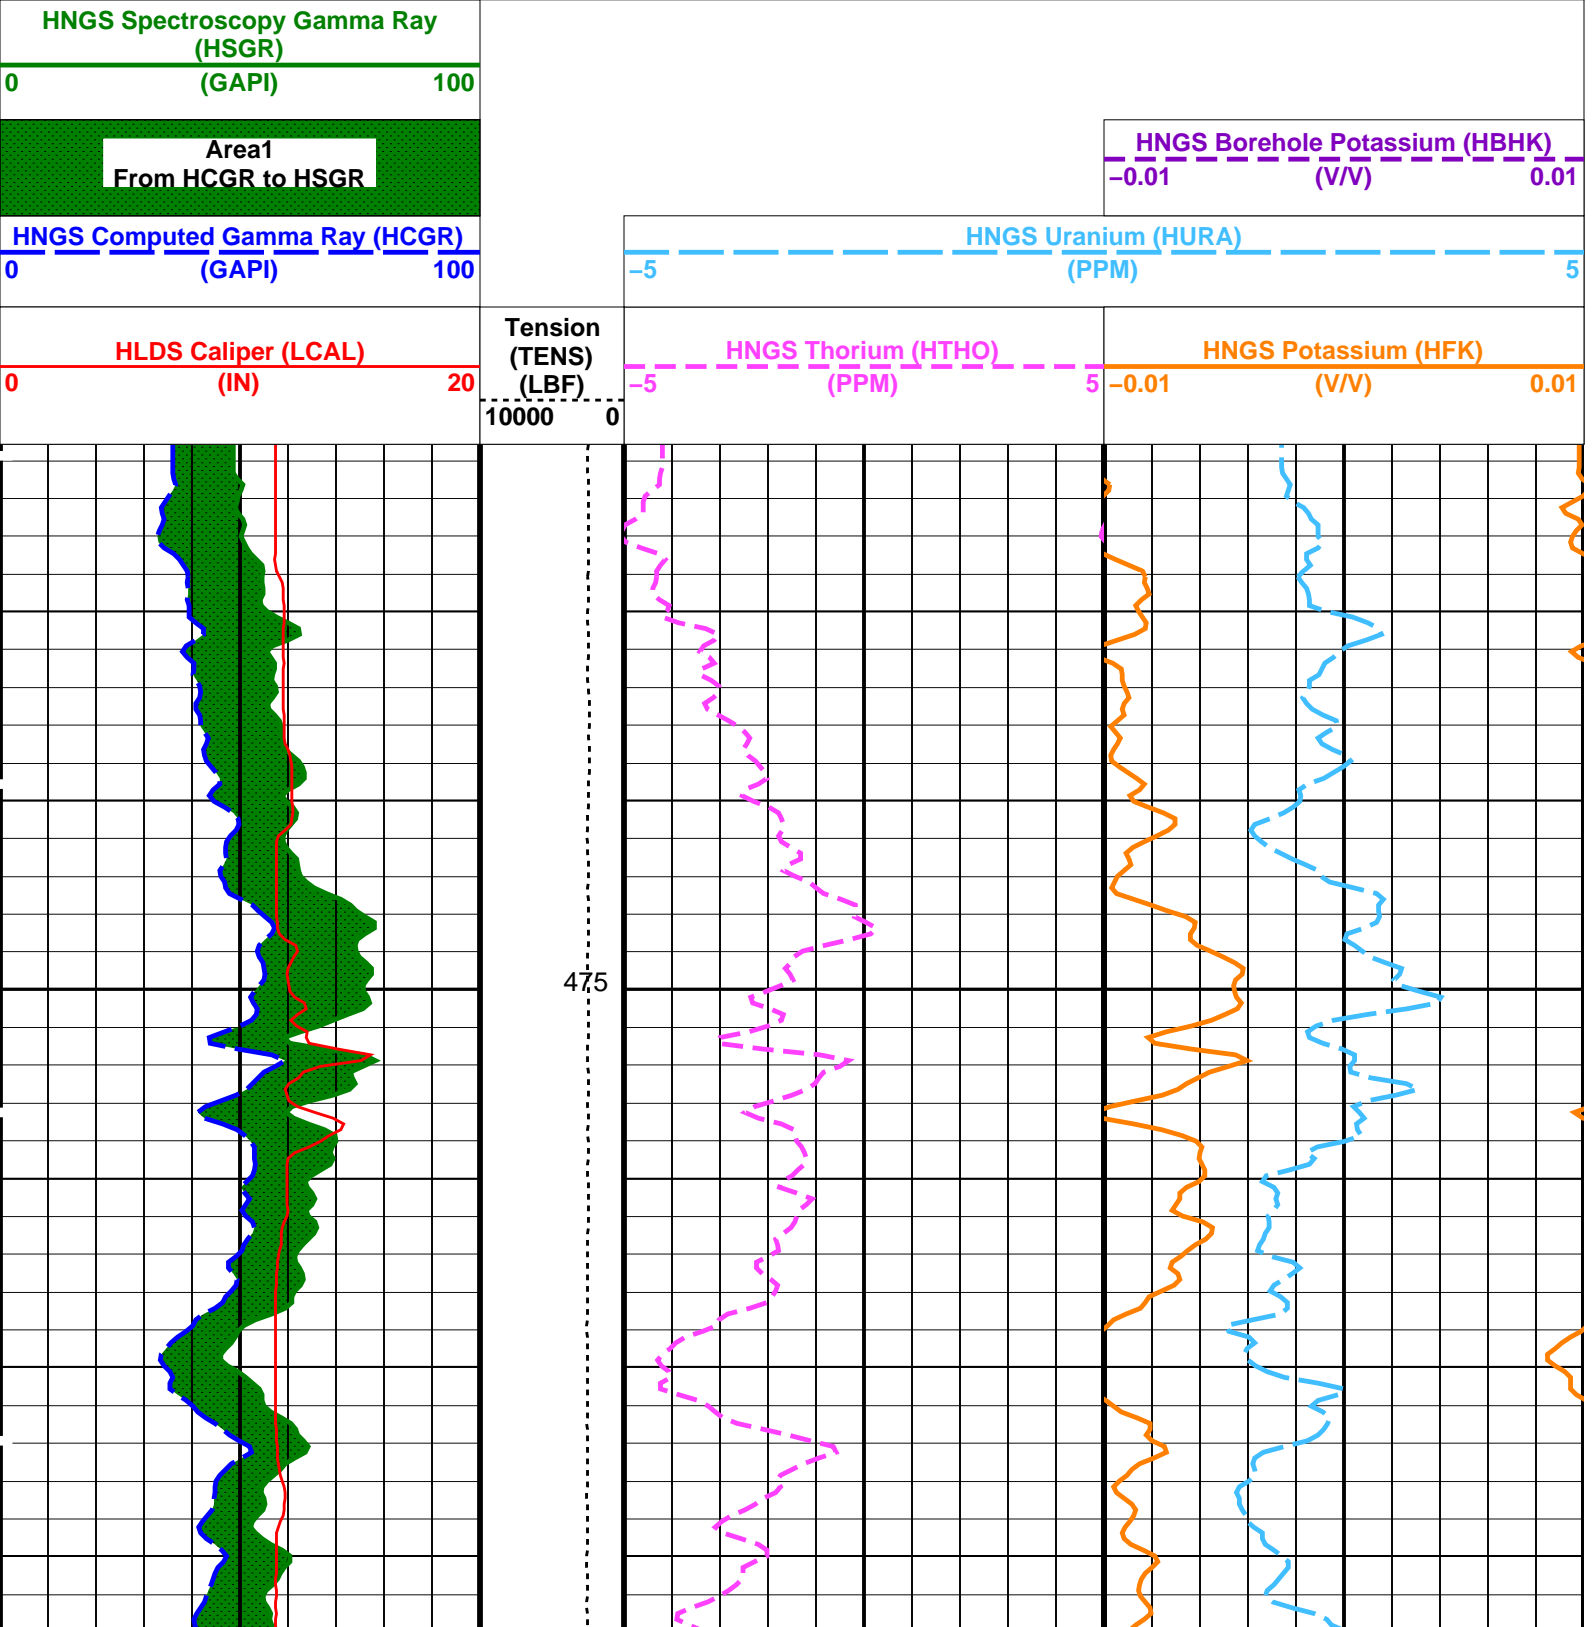 HNGS Spectroscopy Gamma Ray
(HSGR)
0 (GAPI) 100
Area1
From HCGR to HSGR
HNGS Borehole Potassium (HBHK)
−0.01 (V/V) 0.01
HNGS Computed Gamma Ray (HCGR)
0 (GAPI) 100
HNGS Uranium (HURA)
−5 (PPM) 5
HLDS Caliper (LCAL)
0 (IN) 20
Tension
(TENS)
(LBF)
10000 0
HNGS Thorium (HTHO)
−5 (PPM) 5
HNGS Potassium (HFK)
−0.01 (V/V) 0.01
475